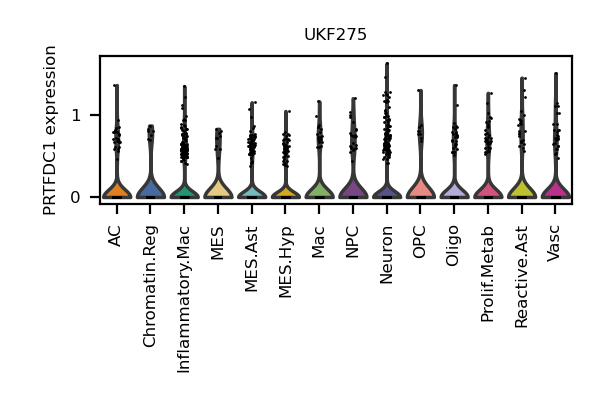 UKF275
PRTFDC1 expression
1
0
AC
Chromatin.Reg
Inflammatory.Mac
MES
MES.Ast
MES.Hyp
Mac
NPC
Neuron
OPC
Oligo
Prolif.Metab
Reactive.Ast
Vasc